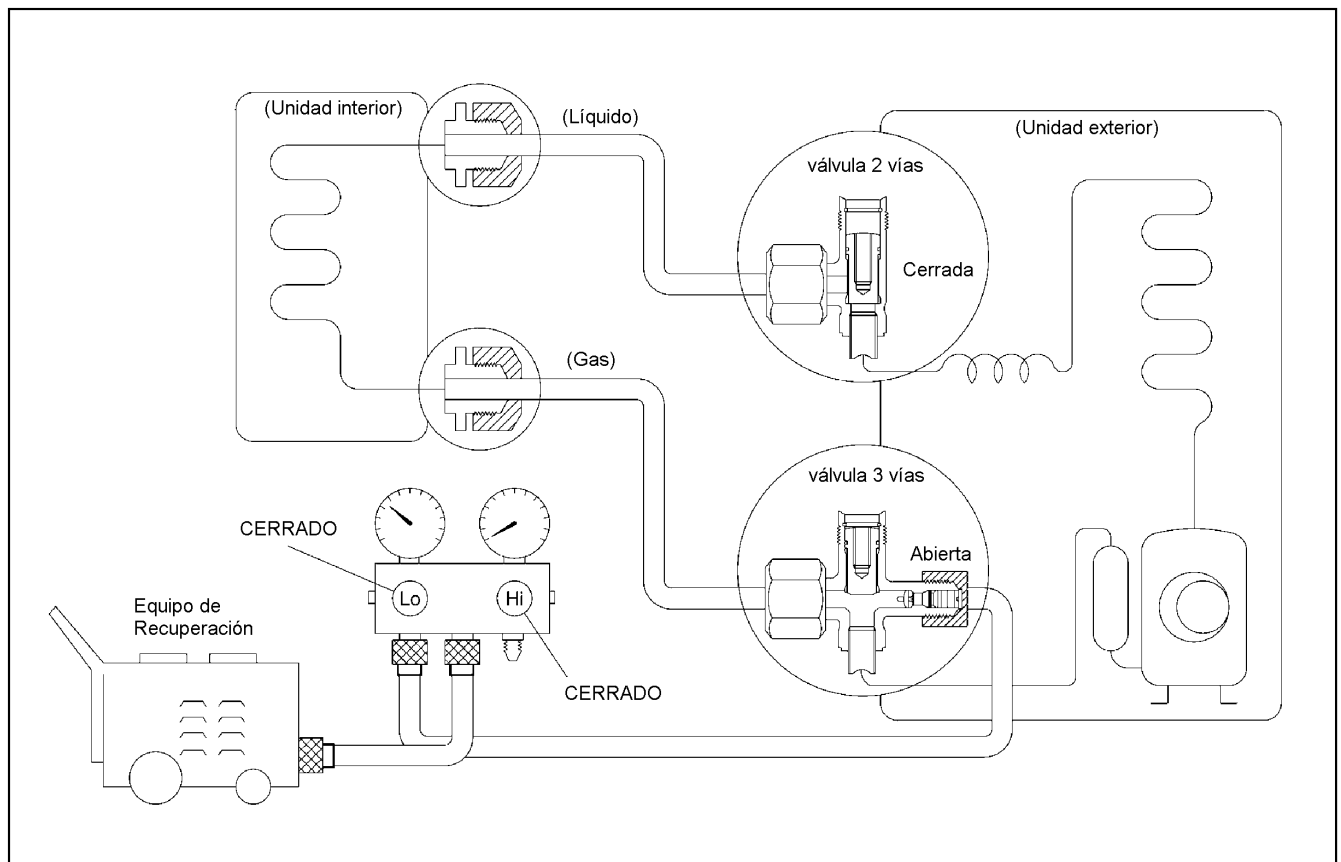 (Unidad interior)
(Líquido)
(Unidad exterior)
válvula 2 vías
Cerrada
(Gas)
válvula 3 vías
Abierta
CERRADO
Lo
Hi
Equipo de
Recuperación
CERRADO